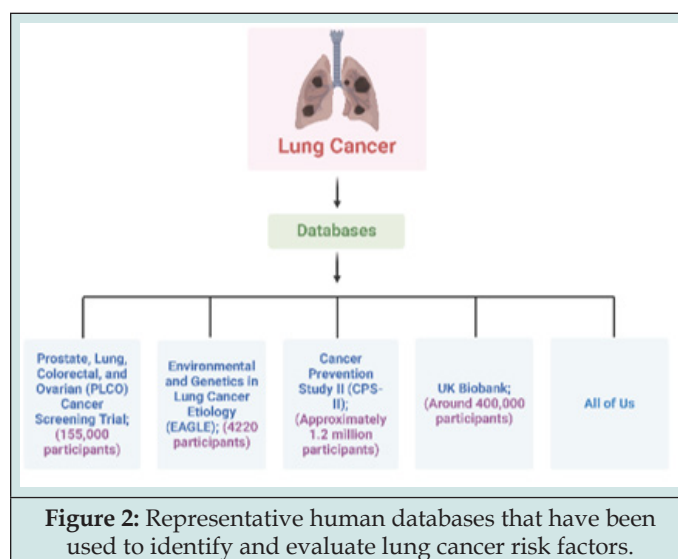 Lung Cancer
Databases
Prostate, Lung,
Colorectal, and
Ovarian (PLCO)
Cancer
Screening Trial;
(155,000
participants)
Environmental
and Genetics in
Lung Cancer
Etiology
(EAGLE); (4220
participants)
Cancer
Prevention
Study II (CPS-
II);
(Approximately
1.2 million
participants)
UK Biobank;
(Around 400,000
participants)
All of Us
Figure 2: Representative human databases that have been
used to identify and evaluate lung cancer risk factors.